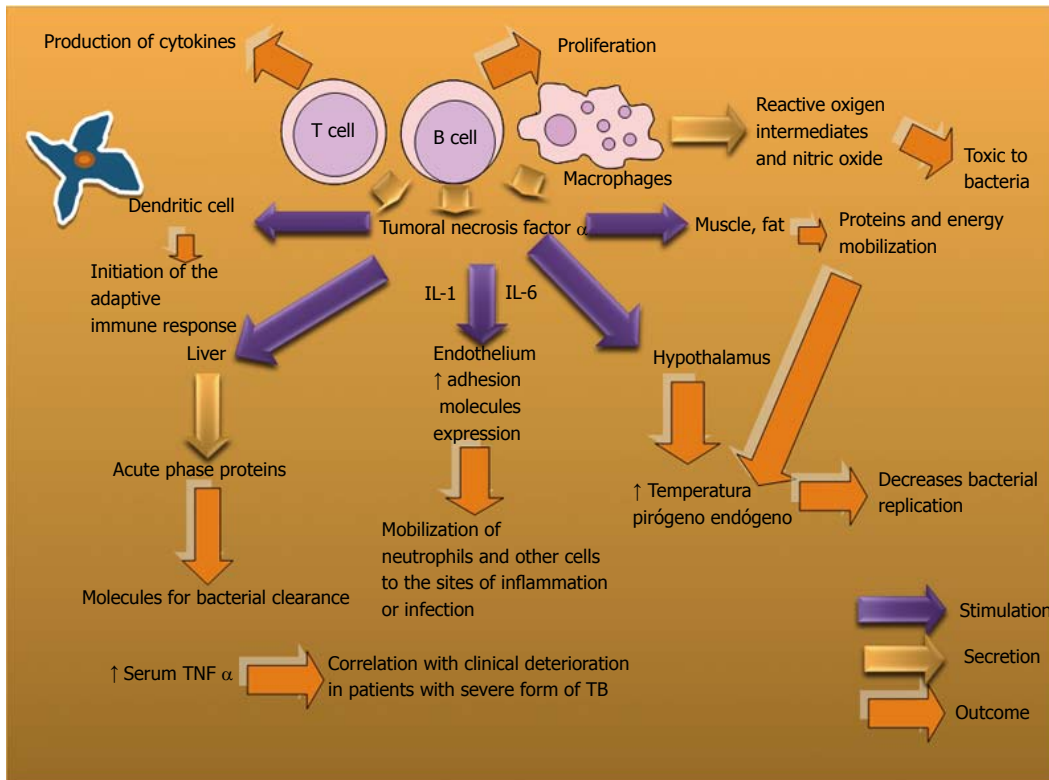 Production of cytokines
Proliferation
T cell
B cell
Macrophages
Reactive oxigen
intermediates
and nitric oxide
Toxic to
bacteria
Dendritic cell
Tumoral necrosis factor α
Muscle, fat
Proteins and energy
mobilization
Initiation of the
adaptive
immune response
IL-1
IL-6
Liver
Endothelium
↑ adhesion
molecules
expression
Hypothalamus
Acute phase proteins
↑ Temperatura
pirógeno endógeno
Decreases bacterial
replication
Mobilization of
neutrophils and other cells
to the sites of inflammation
or infection
Molecules for bacterial clearance
↑ Serum TNF α
Correlation with clinical deterioration
in patients with severe form of TB
Stimulation
Secretion
Outcome